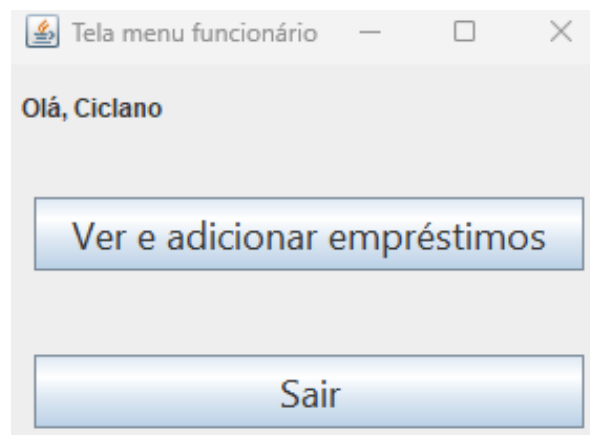 Tela menu funcionário
Olá, Ciclano
Ver e adicionar empréstimos
Sair